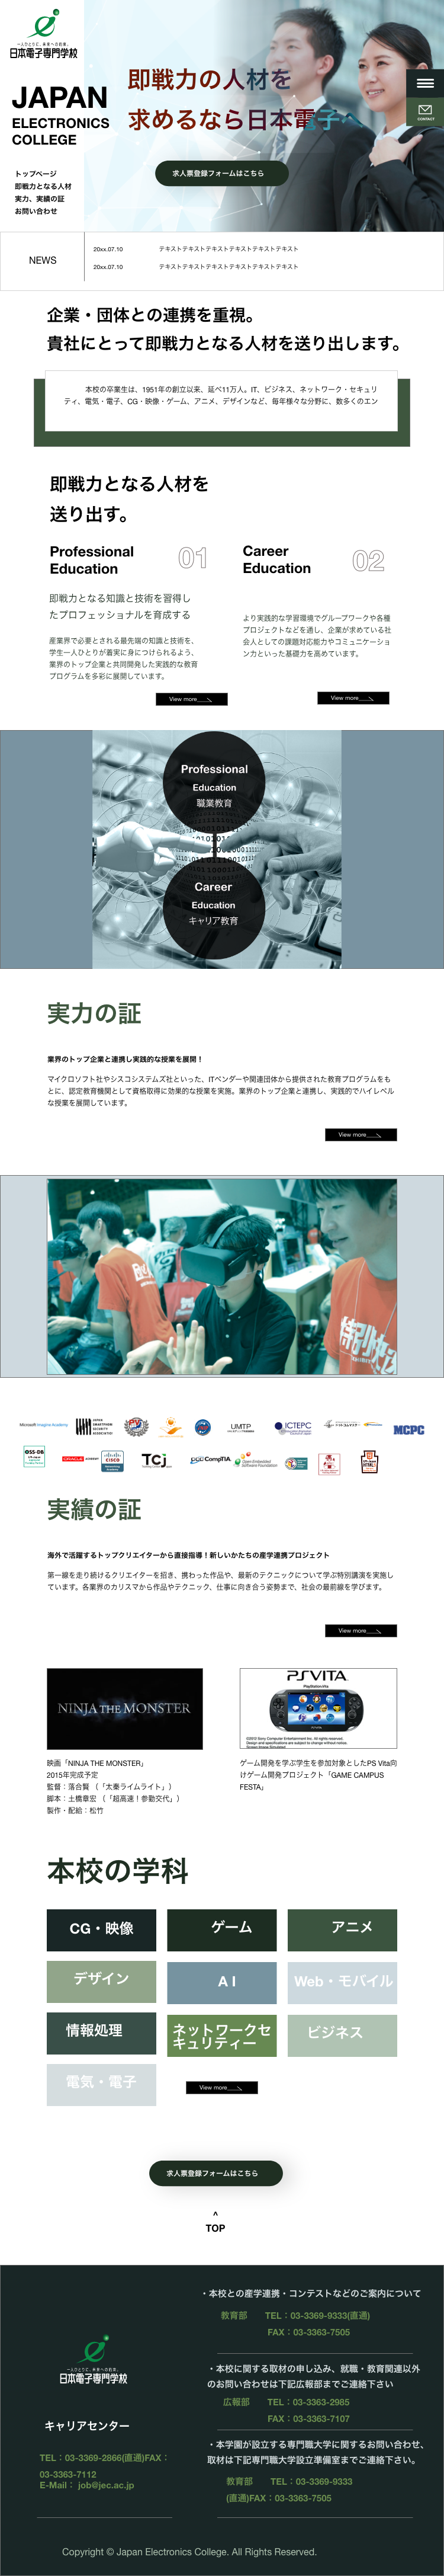 一人ひとりと、未来への約束。
日本電子専門学校
JAPAN
ELECTRONICS
COLLEGE
即戦力の人材を
求めるなら日本電子
CONTACT
求人票登録フォームはこちら
トップページ
即戦力となる人材
実力、実績の証
お問い合わせ
NEWS
20xx.07.10 テキストテキストテキストテキストテキストテキスト
20xx.07.10 テキストテキストテキストテキストテキストテキスト
企業・団体との連携を重視。
貴社にとって即戦力となる人材を送り出します。
本校の卒業生は、1951年の創立以来、延べ11万人。IT、ビジネス、ネットワーク・セキュリ
ティ、電気・電子、CG・映像・ゲーム、アニメ、デザインなど、毎年様々な分野に、数多くのエン
即戦力となる人材を
送り出す。
Professional
Education
01
即戦力となる知識と技術を習得し
たプロフェッショナルを育成する
産業界で必要とされる最先端の知識と技術を、
学生一人ひとりが着実に身につけられるよう、
業界のトップ企業と共同開発した実践的な教育
プログラムを多彩に展開しています。
View more
Career
Education
02
より実践的な学習環境でグループワークや各種
プロジェクトなどを通し、企業が求めている社
会人としての課題対応能力やコミュニケーショ
ン力といった基礎力を高めています。
View more
Professional
Education
職業教育
Career
Education
キャリア教育
実力の証
業界のトップ企業と連携し実践的な授業を展開！
マイクロソフト社やシスコシステムズ社といった、ITベンダーや関連団体から提供された教育プログラムをも
とに、認定教育機関として資格取得に効果的な授業を実施。業界のトップ企業と連携し、実践的でハイレベル
な授業を展開しています。
View more
特別快速
Microsoft Imagine Academy
UMTP
ICTEPC
MCPC
OSS-DB
ORACLE ACADEMY
CISCO
TCj
CompTIA
Open Embedded
Software Foundation
HTML5
実績の証
海外で活躍するトップクリエイターから直接指導！新しいかたちの産学連携プロジェクト
第一線を走り続けるクリエイターを招き、携わった作品や、最新のテクニックについて学ぶ特別講演を実施し
ています。各業界のカリスマから作品やテクニック、仕事に向き合う姿勢まで、社会の最前線を学びます。
View more
NINJA THE MONSTER
映画「NINJA THE MONSTER」
2015年完成予定
監督：落合賢 （「太秦ライムライト」）
脚本：土橋章宏 （「超高速！参勤交代」）
製作・配給：松竹
PSVITA
PlayStation.Vita
©2012 Sony Computer Entertainment Inc. All rights reserved.
Design and specifications are subject to change without notice.
ゲーム開発を学ぶ学生を参加対象としたPS Vita向
けゲーム開発プロジェクト「GAME CAMPUS
FESTA」
本校の学科
CG・映像
ゲーム
アニメ
デザイン
A I
Web・モバイル
情報処理
ネットワークセ
キュリティー
ビジネス
電気・電子
View more
求人票登録フォームはこちら
^
TOP
一人ひとりと、未来への約束。
日本電子専門学校
キャリアセンター
TEL：03-3369-2866(直通)FAX：
03-3363-7112
E-Mail： job@jec.ac.jp
・本校との産学連携・コンテストなどのご案内について
教育部 TEL：03-3369-9333(直通)
FAX：03-3363-7505
・本校に関する取材の申し込み、就職・教育関連以外
のお問い合わせは下記広報部までご連絡下さい
広報部 TEL：03-3363-2985
FAX：03-3363-7107
・本学園が設立する専門職大学に関するお問い合わせ、
取材は下記専門職大学設立準備室までご連絡下さい。
教育部 TEL：03-3369-9333
(直通)FAX：03-3363-7505
Copyright © Japan Electronics College. All Rights Reserved.